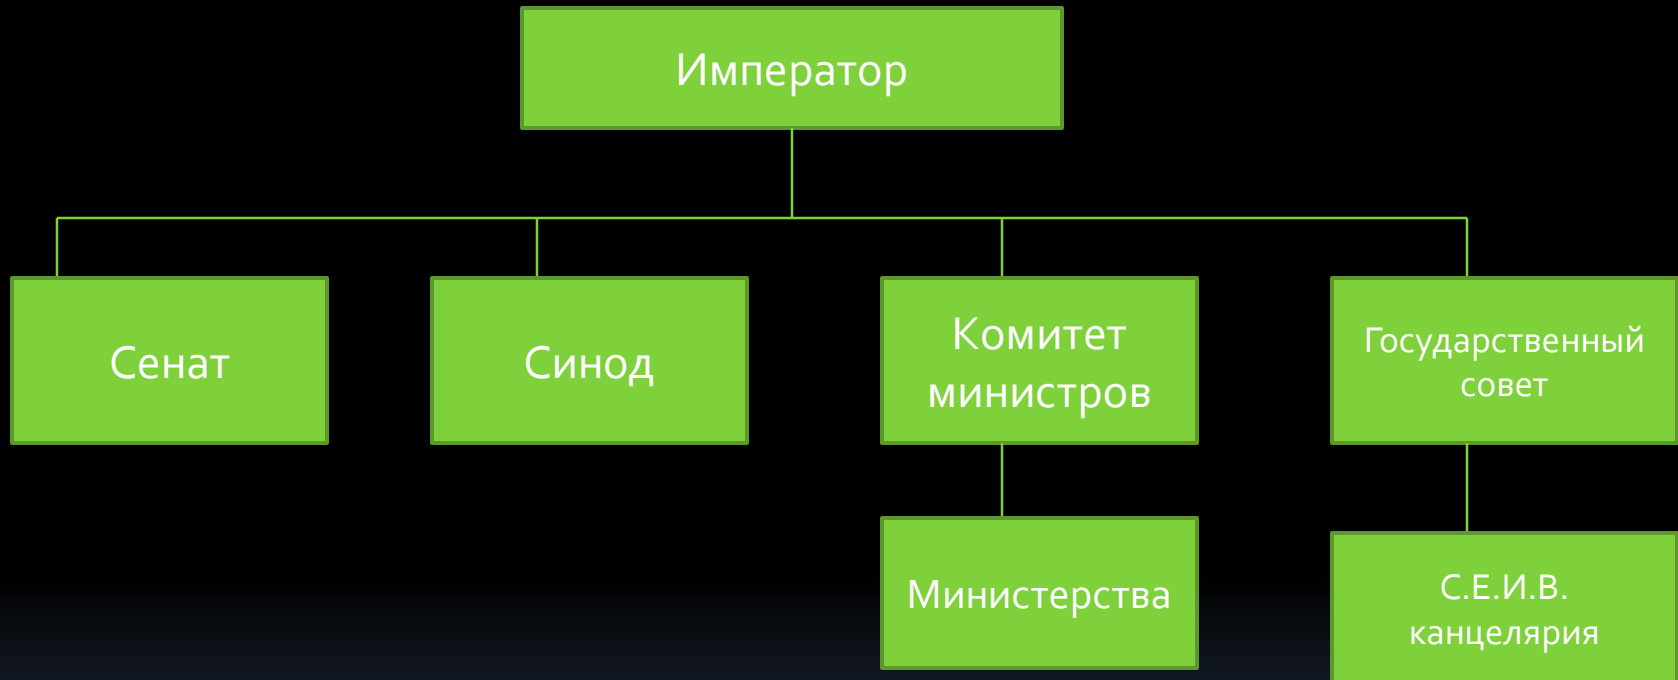 Император
Сенат
Синод
Комитет
министров
Государственный
совет
Министерства
С.Е.И.В.
канцелярия